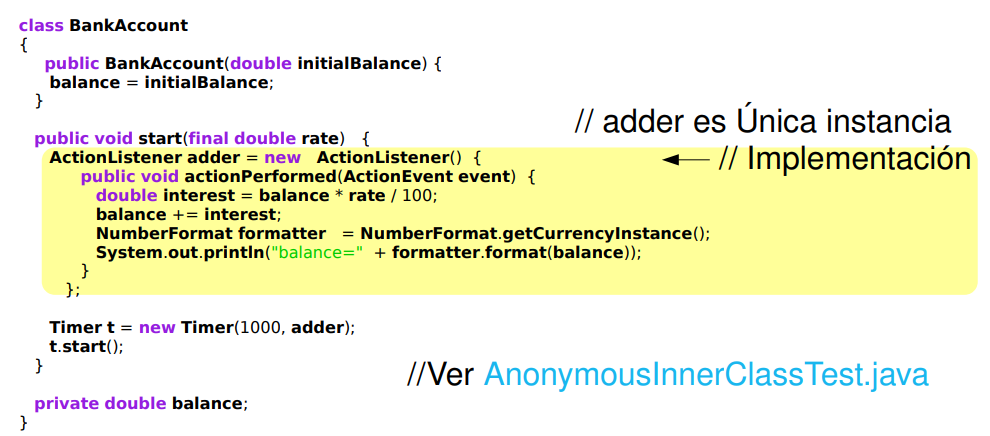 class BankAccount
{
public BankAccount(double initialBalance) {
balance = initialBalance;
}
// adder es Única instancia
public void start(final double rate) {
ActionListener adder = new ActionListener() {
// Implementación
public void actionPerformed(ActionEvent event) {
double interest = balance * rate / 100;
balance += interest;
NumberFormat formatter = NumberFormat.getCurrencyInstance();
System.out.println("balance=" + formatter.format(balance));
}
};
Timer t = new Timer(1000, adder);
t.start();
}
//Ver AnonymousInnerClassTest.java
private double balance;
}